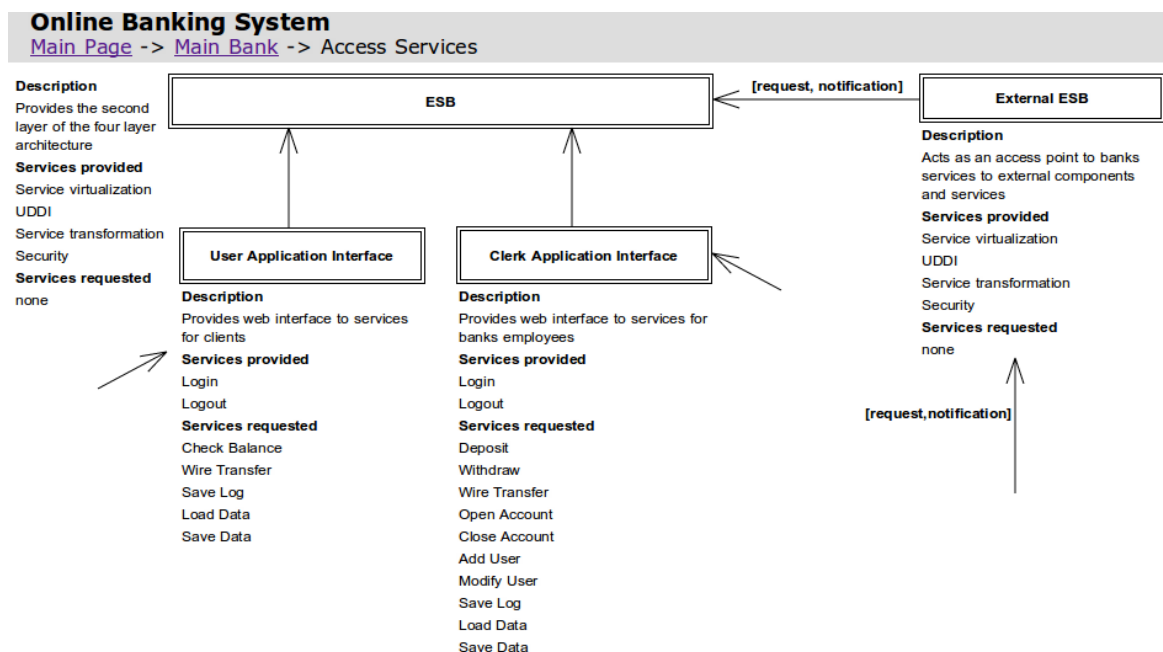 Online Banking System
Main Page -> Main Bank -> Access Services
Description
Provides the second
layer of the four layer
architecture
Services provided
Service virtualization
UDDI
Service transformation
Security
Services requested
none
ESB
[request, notification]
External ESB
Description
Acts as an access point to banks
services to external components
and services
Services provided
Service virtualization
UDDI
Service transformation
Security
Services requested
none
[request,notification]
User Application Interface
Description
Provides web interface to services
for clients
Services provided
Login
Logout
Services requested
Check Balance
Wire Transfer
Save Log
Load Data
Save Data
Clerk Application Interface
Description
Provides web interface to services for
banks employees
Services provided
Login
Logout
Services requested
Deposit
Withdraw
Wire Transfer
Open Account
Close Account
Add User
Modify User
Save Log
Load Data
Save Data